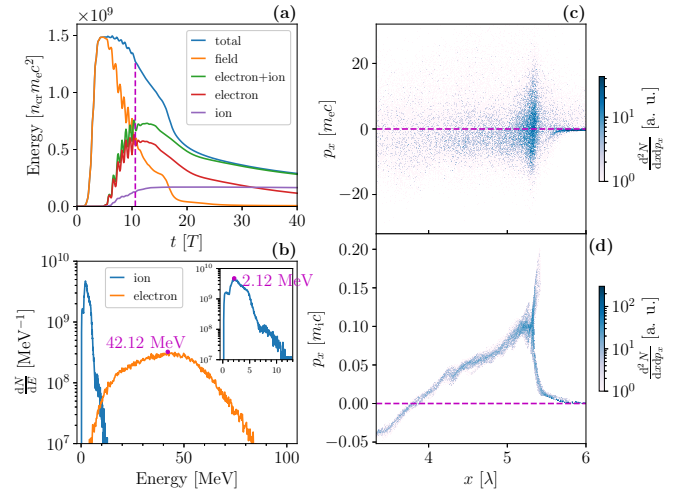 ×10⁹
(a)
1.5
1.0
0.5
0.0
Energy [n_cr m_e c²]
total
field
electron+ion
electron
ion
0 10 20 30 40
t [T]
(b)
10¹⁰
10⁹
10⁸
10⁷
dN/dE [MeV⁻¹]
ion
electron
42.12 MeV
10¹⁰
10⁹
10⁸
10⁷
2.12 MeV
0 5 10
0 50 100
Energy [MeV]
(c)
20
0
−20
p_x [m_e c]
10¹
10⁰
d²N/dxdp_x [a. u.]
(d)
0.20
0.15
0.10
0.05
0.00
−0.05
p_x [m_i c]
4 5 6
x [λ]
10²
10¹
10⁰
d²N/dxdp_x [a. u.]